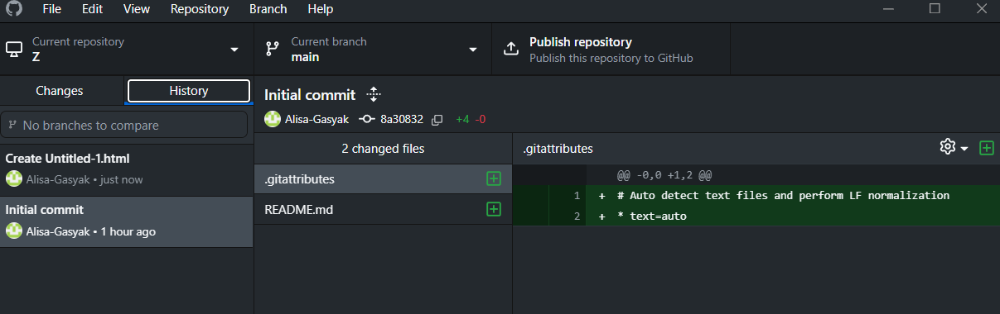 File Edit View Repository Branch Help
Current repository
Z
Current branch
main
Publish repository
Publish this repository to GitHub
Changes History
No branches to compare
Create Untitled-1.html
Alisa-Gasyak • just now
Initial commit
Alisa-Gasyak • 1 hour ago
Initial commit
Alisa-Gasyak 8a30832 +4 -0
2 changed files
.gitattributes
README.md
.gitattributes
@@ -0,0 +1,2 @@
1 + # Auto detect text files and perform LF normalization
2 + * text=auto